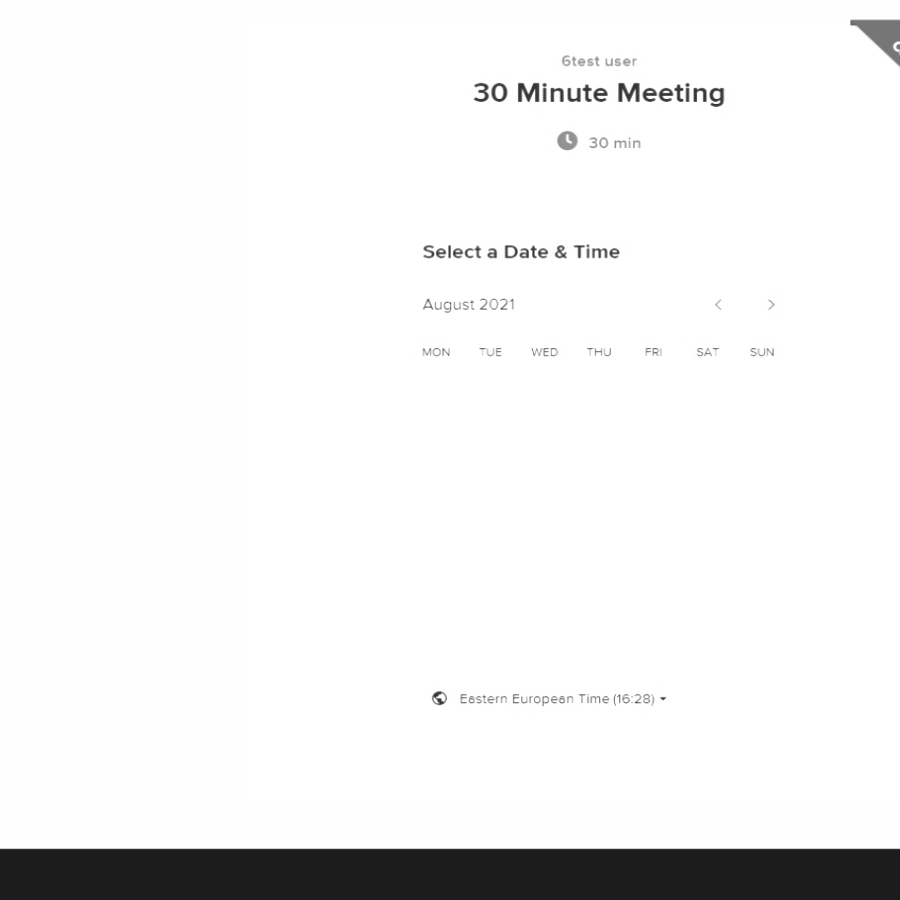 6test user
30 Minute Meeting
30 min
Select a Date & Time
August 2021
MON TUE WED THU FRI SAT SUN
Eastern European Time (16:28)